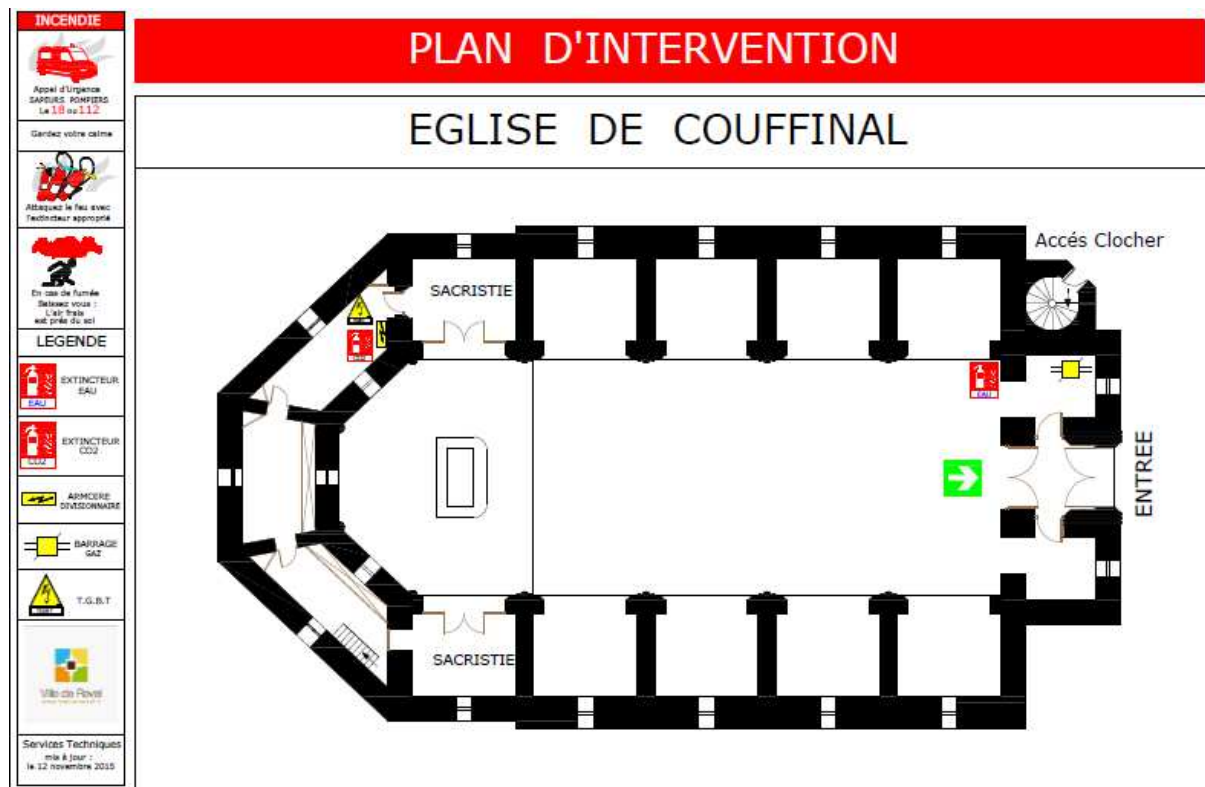 INCENDIE
Appel d'Urgence
SAPEURS POMPIERS
Le 18 ou 112
Gardez votre calme
Attaquez le feu avec
l'extincteur approprié
En cas de fumée
Baissez vous :
L'air frais
est près du sol
LEGENDE
EXTINCTEUR
EAU
EAU
EXTINCTEUR
CO2
CO2
ARMOIRE
DIVISIONNAIRE
BARRAGE
GAZ
T.G.B.T
Ville de Revel
Services Techniques
mis à jour :
le 12 novembre 2015
PLAN D'INTERVENTION
EGLISE DE COUFFINAL
Accés Clocher
SACRISTIE
EAU
ENTREE
SACRISTIE